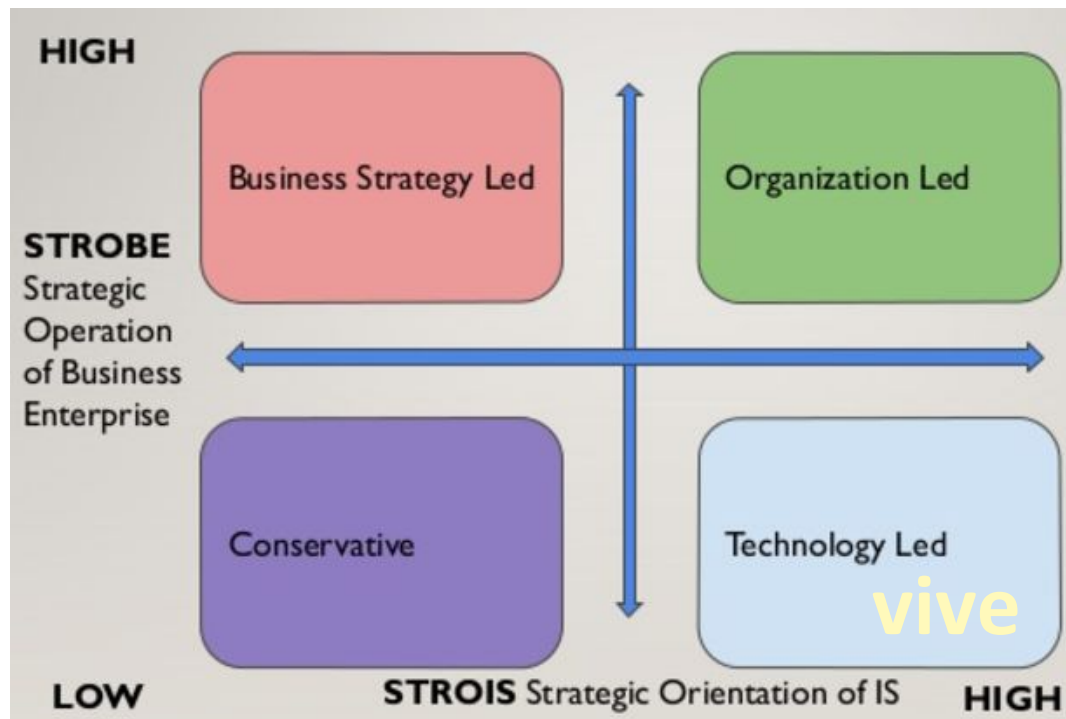 HIGH
Business Strategy Led
Organization Led
STROBE
Strategic
Operation
of Business
Enterprise
Conservative
Technology Led
vive
LOW
STROIS Strategic Orientation of IS
HIGH